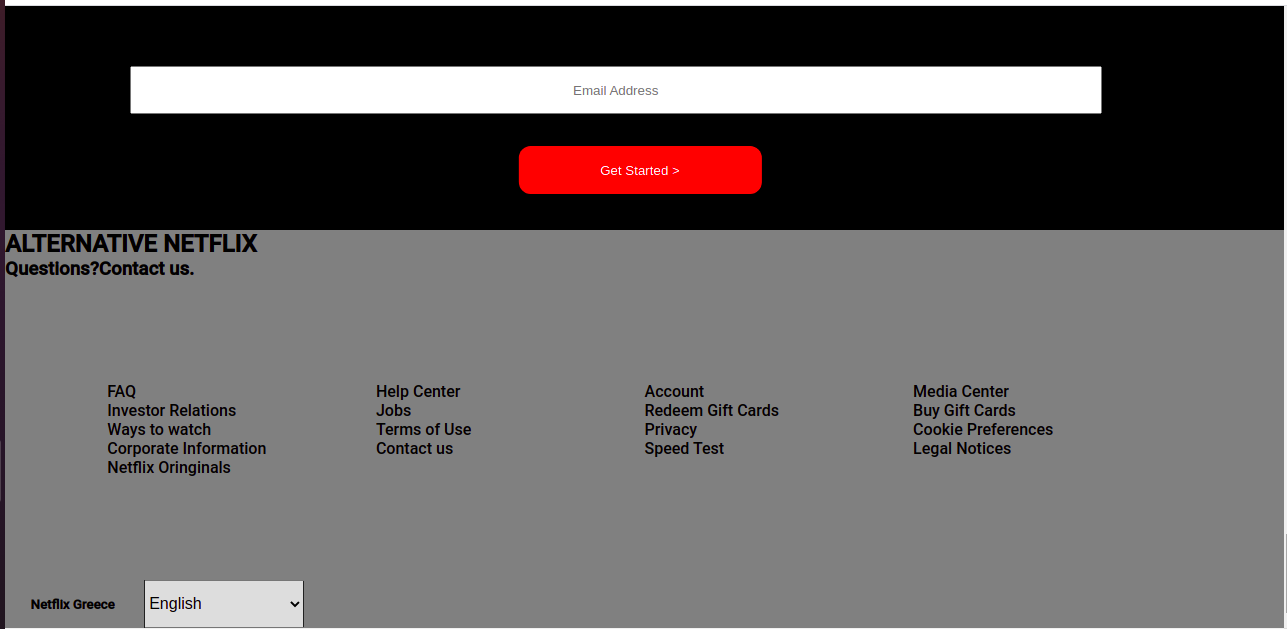 Email Address
Get Started >
ALTERNATIVE NETFLIX
Questions?Contact us.
FAQ
Investor Relations
Ways to watch
Corporate Information
Netflix Oringinals
Help Center
Jobs
Terms of Use
Contact us
Account
Redeem Gift Cards
Privacy
Speed Test
Media Center
Buy Gift Cards
Cookie Preferences
Legal Notices
Netflix Greece
English